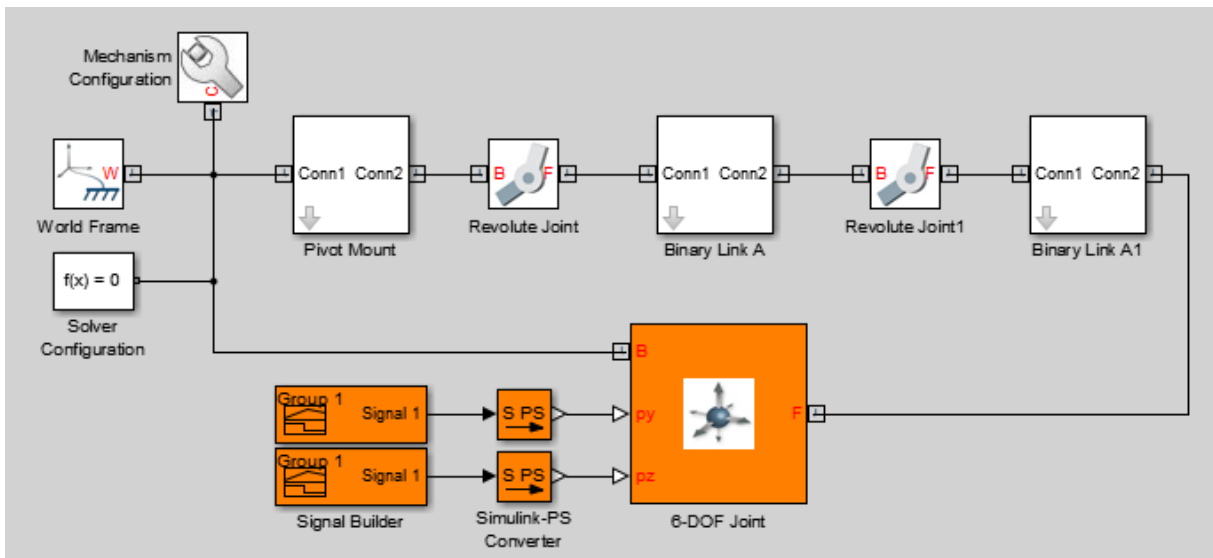 Mechanism
Configuration
C
W
World Frame
Conn1 Conn2
Pivot Mount
B F
Revolute Joint
Conn1 Conn2
Binary Link A
B F
Revolute Joint1
Conn1 Conn2
Binary Link A1
f(x) = 0
Solver
Configuration
B
Group 1
Signal 1
S PS
py
F
Group 1
Signal 1
S PS
pz
Signal Builder
Simulink-PS
Converter
6-DOF Joint